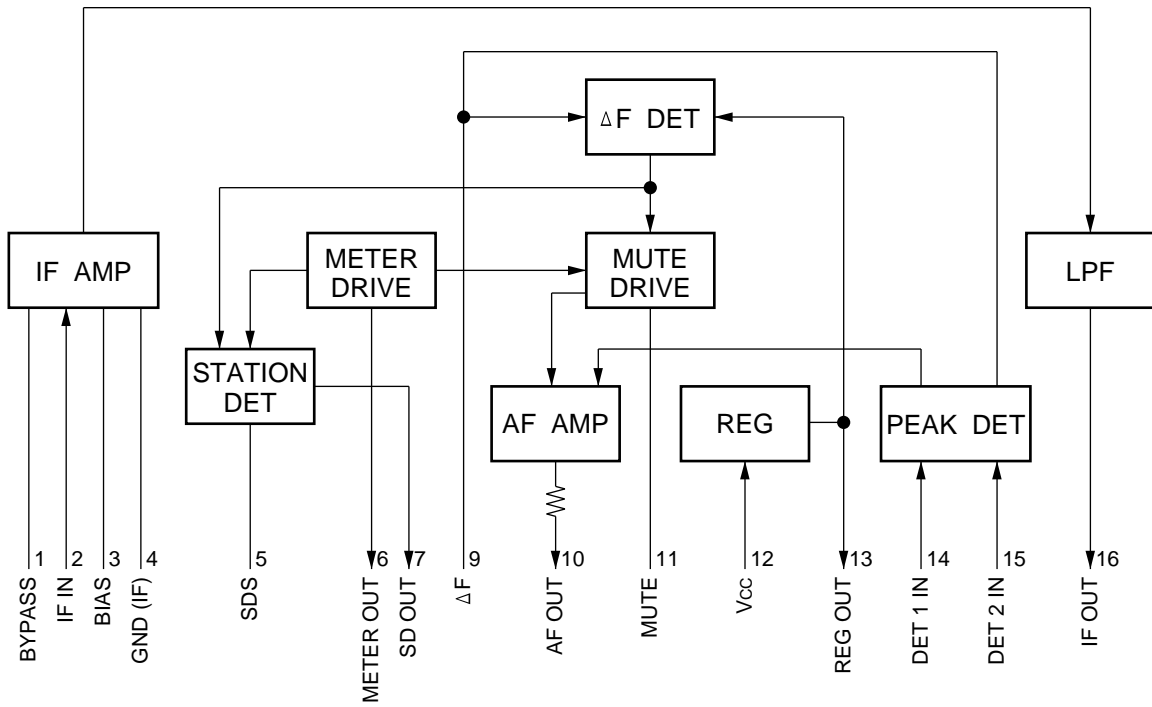 ΔF DET
IF AMP
METER
DRIVE
MUTE
DRIVE
LPF
STATION
DET
AF AMP
REG
PEAK DET
1
2
3
4
5
6
7
9
10
11
12
13
14
15
16
BYPASS
IF IN
BIAS
GND (IF)
SDS
METER OUT
SD OUT
ΔF
AF OUT
MUTE
VCC
REG OUT
DET 1 IN
DET 2 IN
IF OUT